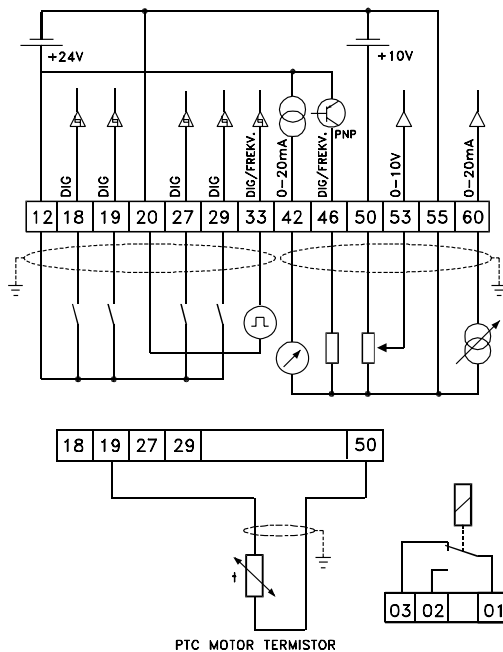 +24V
+10V
DIG
DIG
DIG
DIG
DIG/FREKV.
0-20mA
DIG/FREKV.
PNP
0-10V
0-20mA
12 18 19 20 27 29 33 42 46 50 53 55 60
18 19 27 29 50
t
03 02 01
PTC MOTOR TERMISTOR